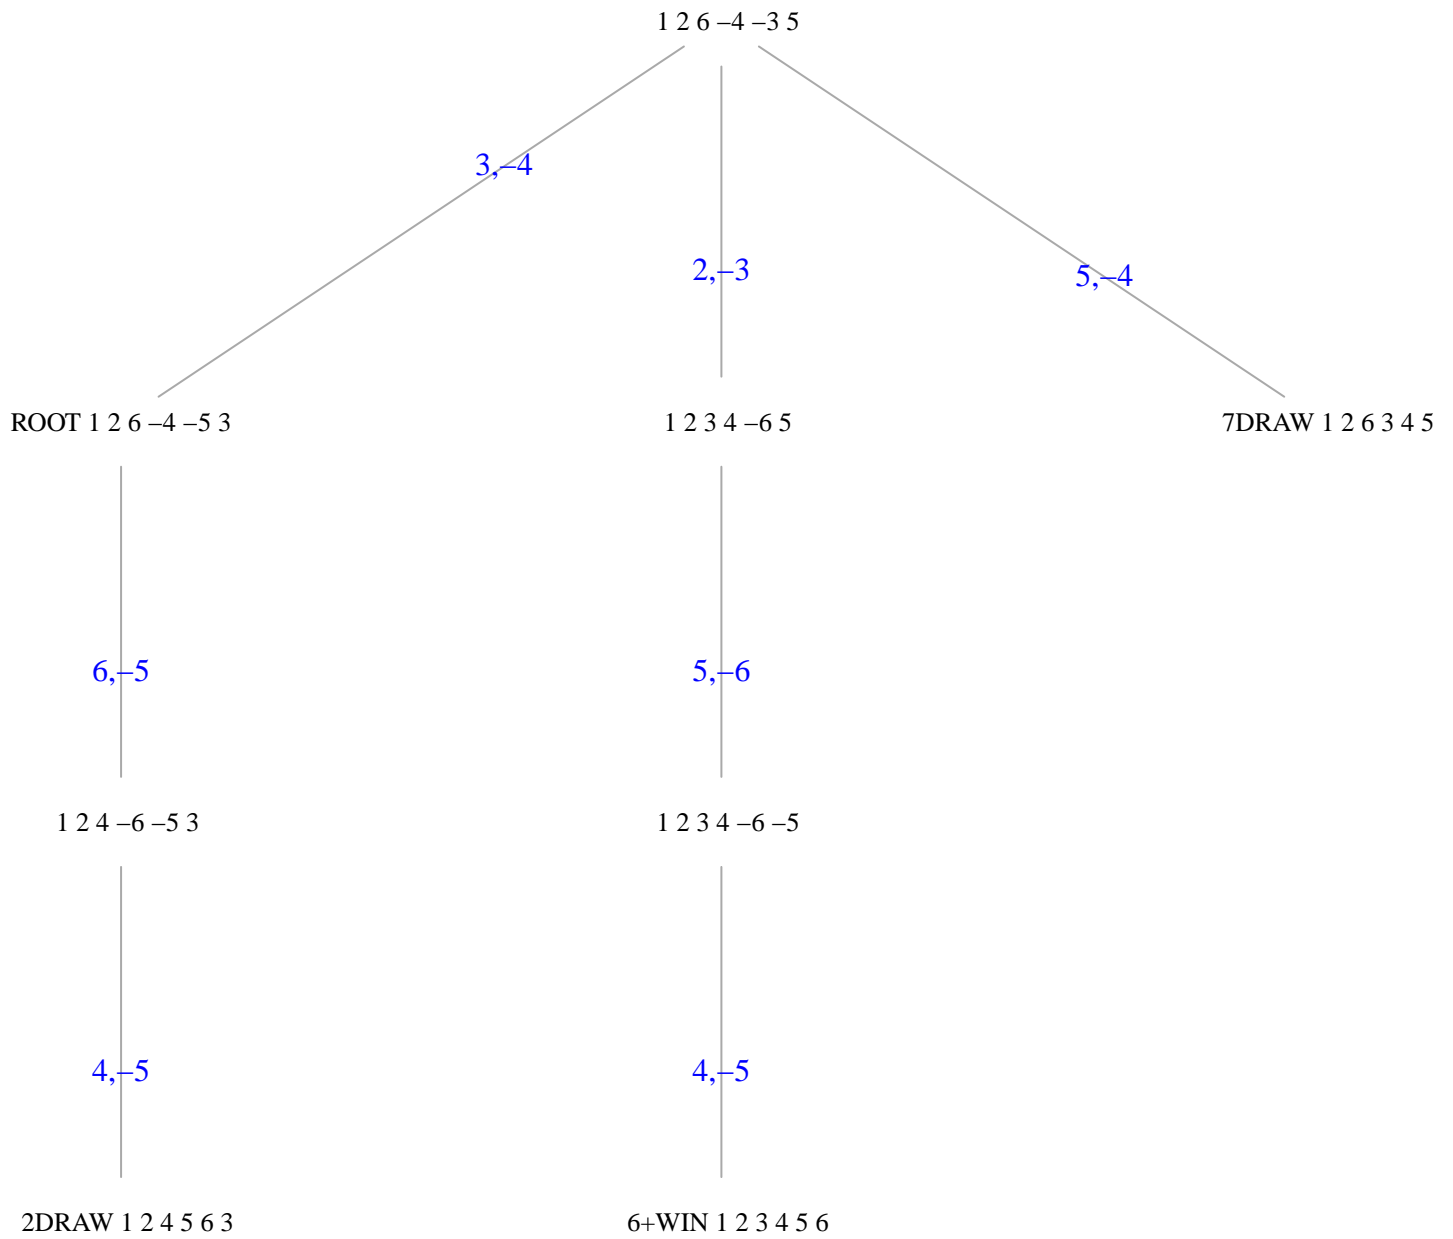 1 2 6 –4 –3 5
3,–4
2,–3
5,–4
ROOT 1 2 6 –4 –5 3
1 2 3 4 –6 5
7DRAW 1 2 6 3 4 5
6,–5
5,–6
1 2 4 –6 –5 3
1 2 3 4 –6 –5
4,–5
4,–5
2DRAW 1 2 4 5 6 3
6+WIN 1 2 3 4 5 6